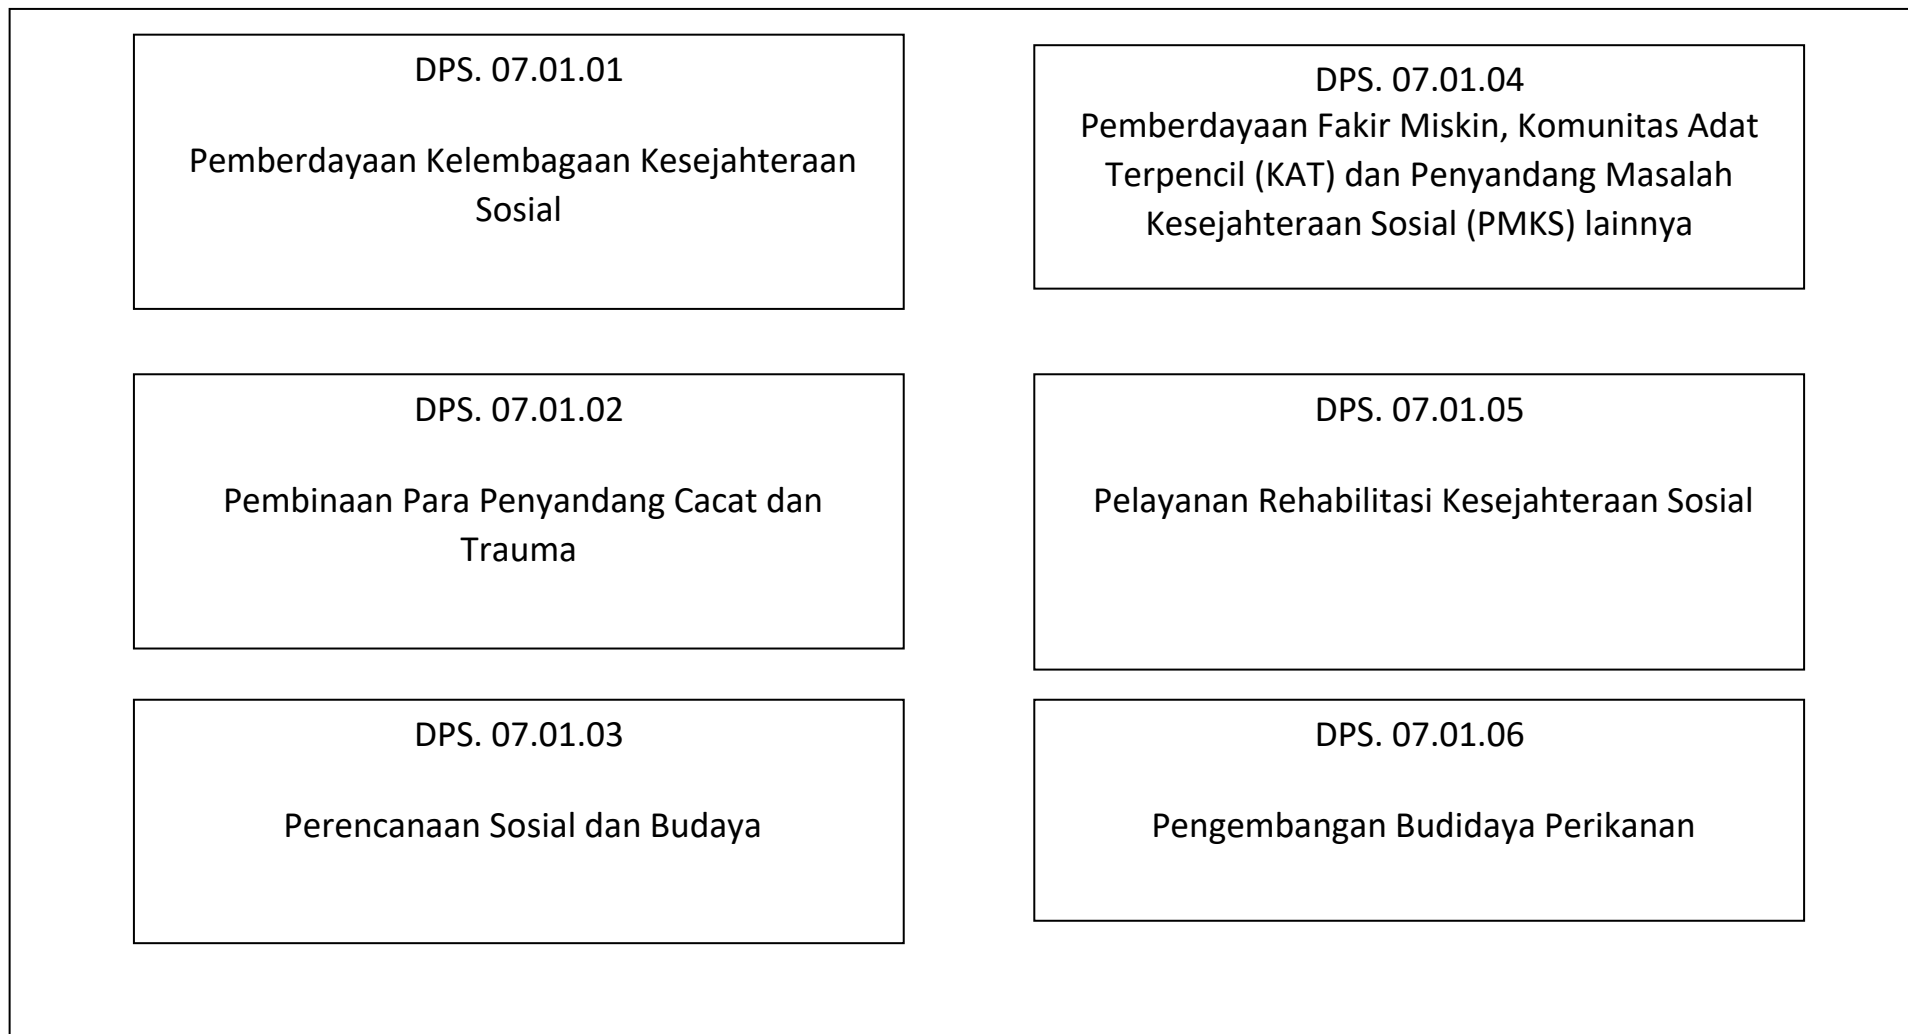 DPS. 07.01.01
Pemberdayaan Kelembagaan Kesejahteraan
Sosial
DPS. 07.01.04
Pemberdayaan Fakir Miskin, Komunitas Adat
Terpencil (KAT) dan Penyandang Masalah
Kesejahteraan Sosial (PMKS) lainnya
DPS. 07.01.02
Pembinaan Para Penyandang Cacat dan
Trauma
DPS. 07.01.05
Pelayanan Rehabilitasi Kesejahteraan Sosial
DPS. 07.01.03
Perencanaan Sosial dan Budaya
DPS. 07.01.06
Pengembangan Budidaya Perikanan